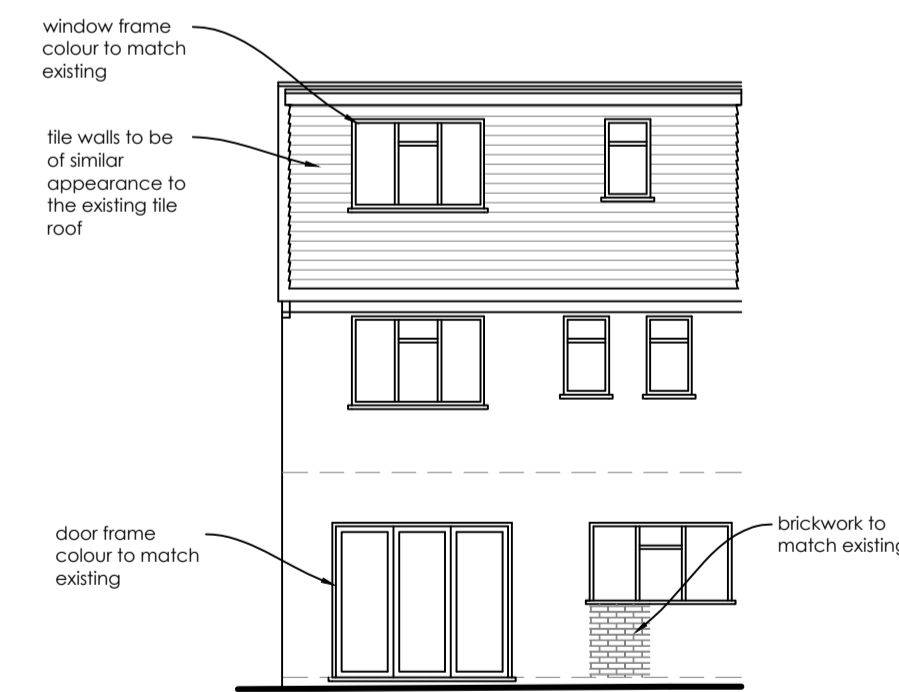 window frame
colour to match
existing
tile walls to be
of similar
appearance to
the existing tile
roof
door frame
colour to match
existing
brickwork to
match existing